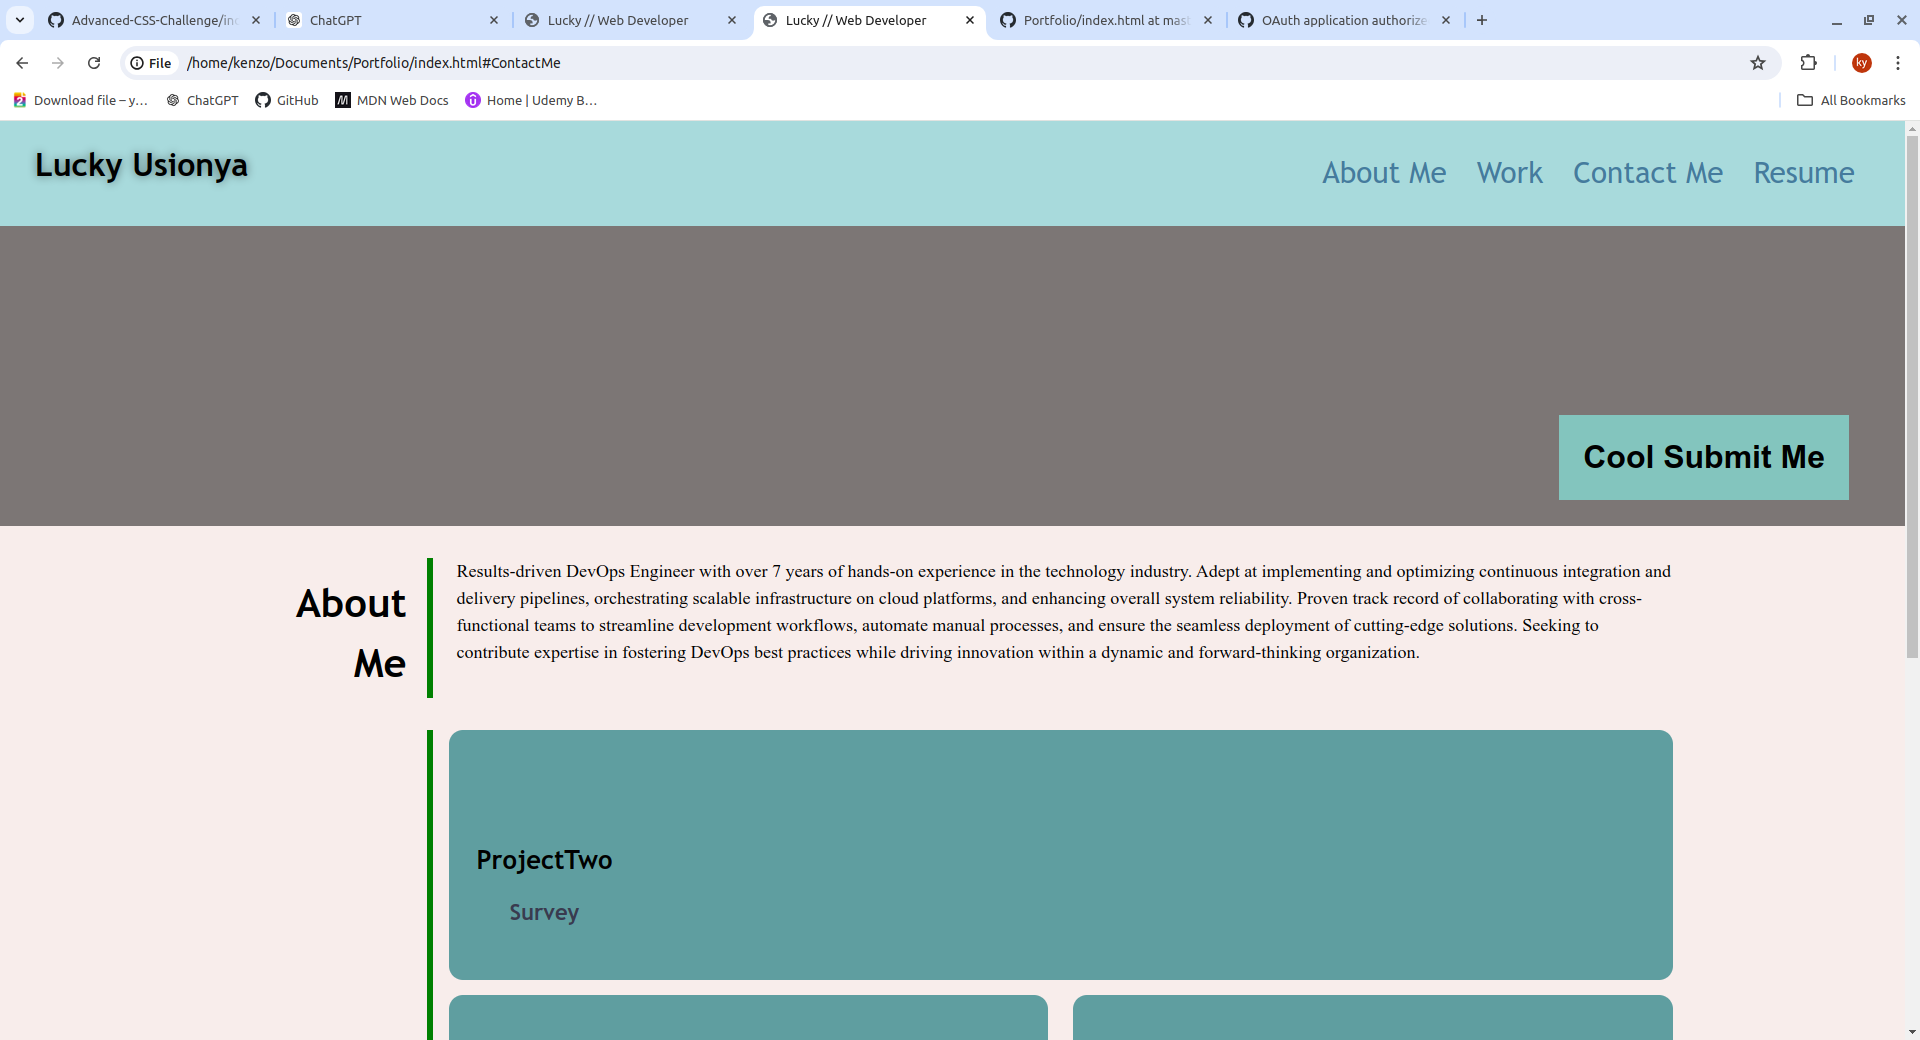 Advanced-CSS-Challenge/in
ChatGPT
Lucky // Web Developer
Lucky // Web Developer
Portfolio/index.html at mas
OAuth application authorize
File
/home/kenzo/Documents/Portfolio/index.html#ContactMe
ky
Download file – y...
ChatGPT
GitHub
MDN Web Docs
Home | Udemy B...
All Bookmarks
Lucky Usionya
About Me
Work
Contact Me
Resume
Cool Submit Me
About
Me
Results-driven DevOps Engineer with over 7 years of hands-on experience in the technology industry. Adept at implementing and optimizing continuous integration and
delivery pipelines, orchestrating scalable infrastructure on cloud platforms, and enhancing overall system reliability. Proven track record of collaborating with cross-
functional teams to streamline development workflows, automate manual processes, and ensure the seamless deployment of cutting-edge solutions. Seeking to
contribute expertise in fostering DevOps best practices while driving innovation within a dynamic and forward-thinking organization.
ProjectTwo
Survey